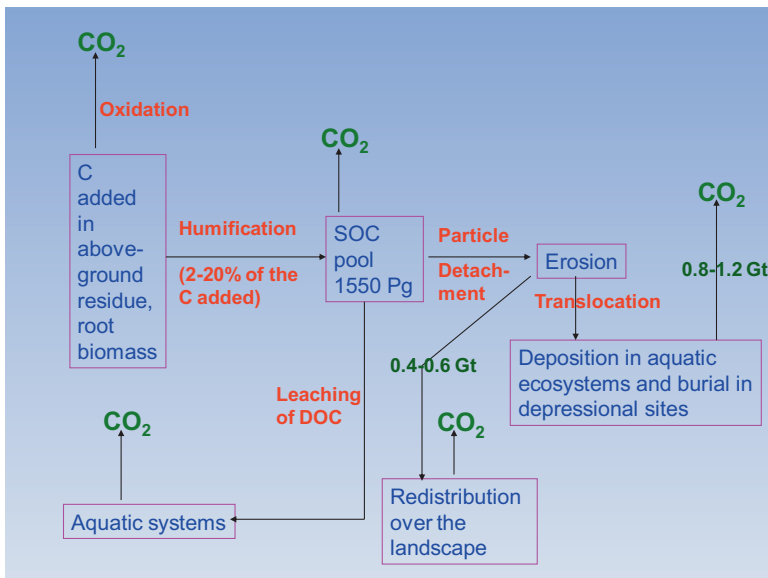 CO₂
Oxidation
C
added
in
above-
ground
residue,
root
biomass
Humification
(2-20% of the
C added)
CO₂
SOC
pool
1550 Pg
Particle
Detach-
ment
Erosion
Translocation
CO₂
0.8-1.2 Gt
Deposition in aquatic
ecosystems and burial in
depressional sites
0.4-0.6 Gt
Leaching
of DOC
CO₂
Aquatic systems
CO₂
Redistribution
over the
landscape